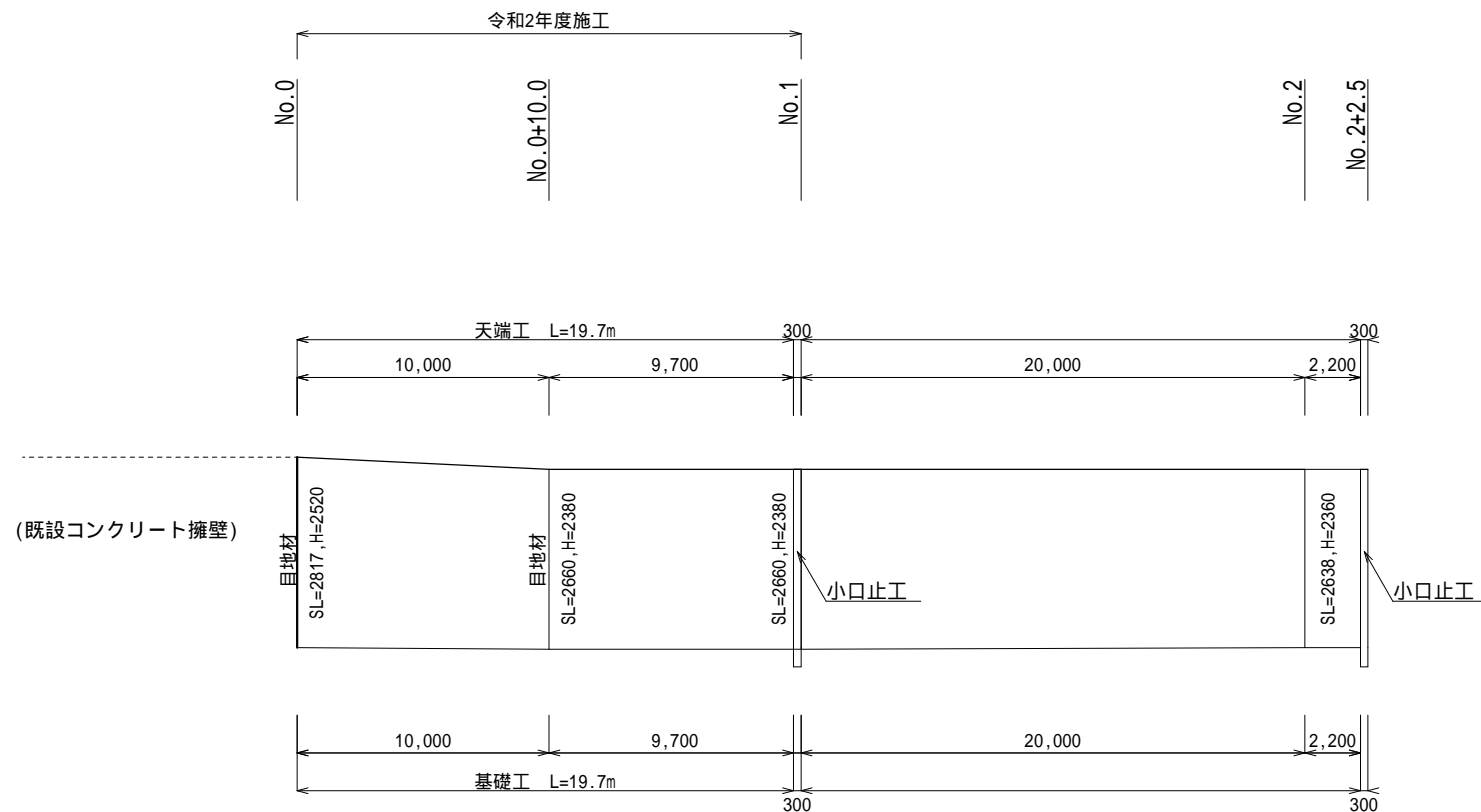 令和2年度施工
No.0
No.0+10.0
No.1
No.2
No.2+2.5
天端工 L=19.7m
300
300
10,000
9,700
20,000
2,200
(既設コンクリート擁壁)
目地材
SL=2817,H=2520
目地材
SL=2660,H=2380
SL=2660,H=2380
小口止工
SL=2638,H=2360
小口止工
10,000
9,700
20,000
2,200
基礎工 L=19.7m
300
300